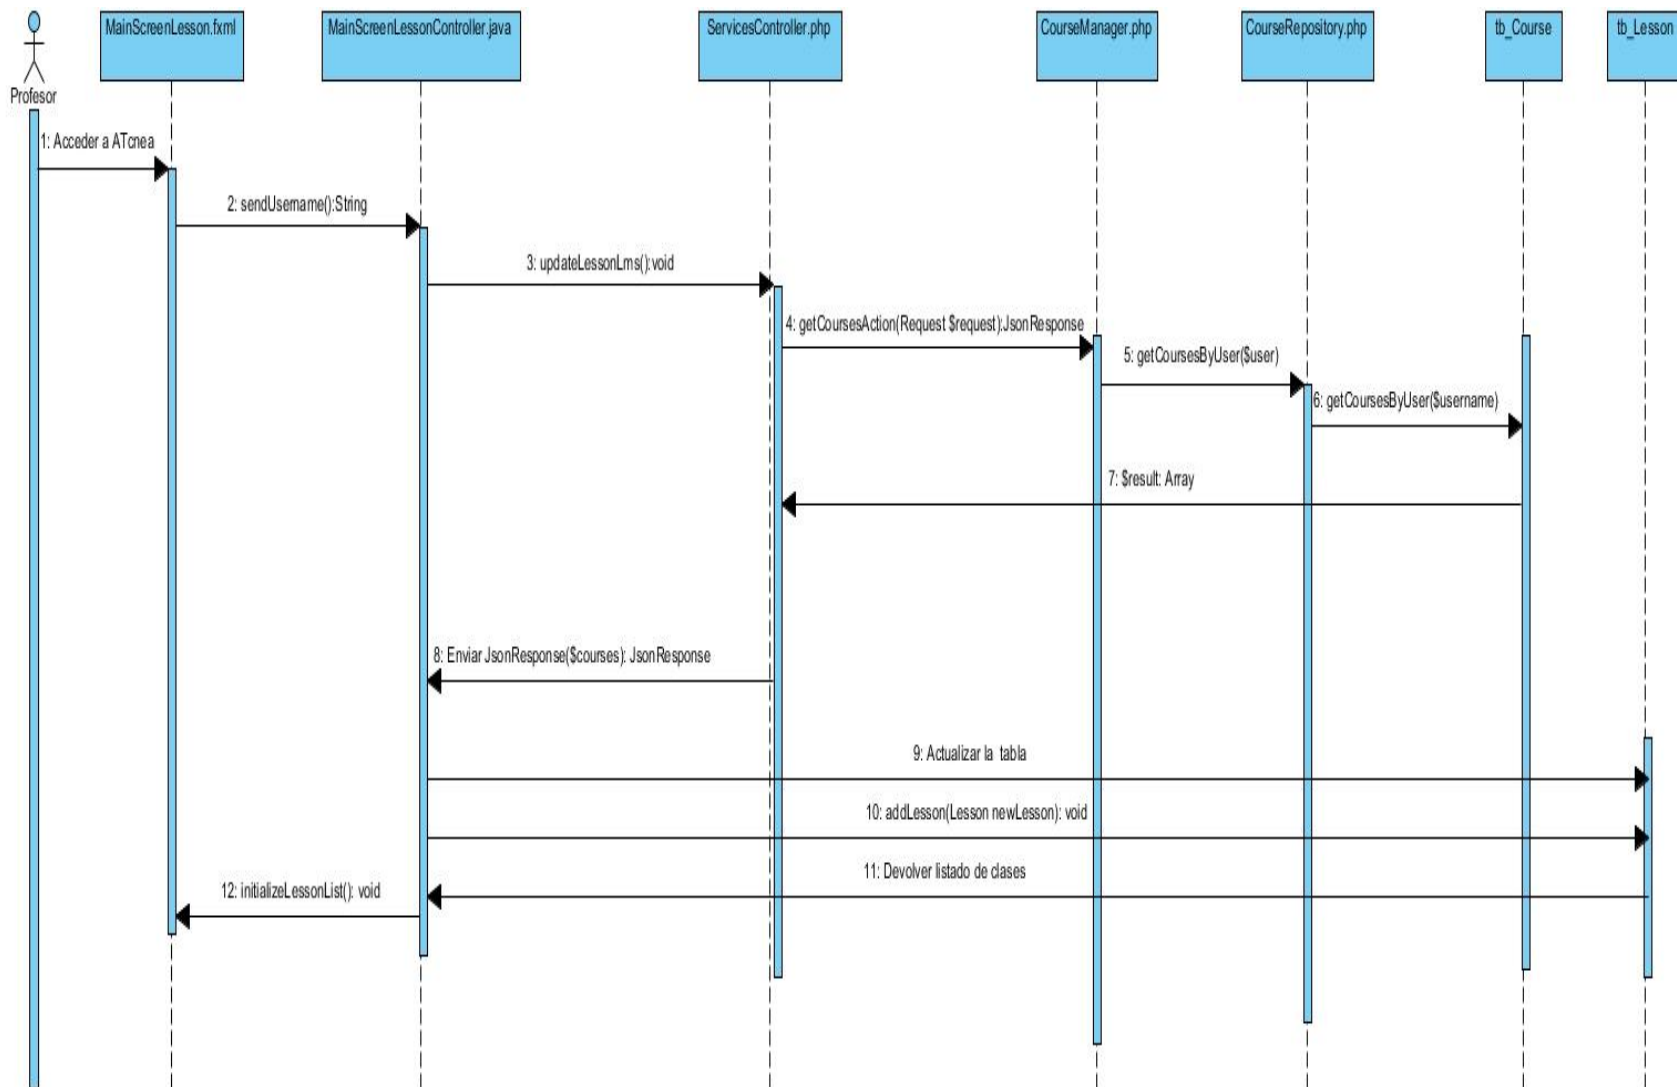 MainScreenLesson.fxml
MainScreenLessonController.java
ServicesController.php
CourseManager.php
CourseRepository.php
tb_Course
tb_Lesson
Profesor
1: Acceder a ATcnea
2: sendUsername():String
3: updateLessonLms():void
4: getCoursesAction(Request $request):JsonResponse
5: getCoursesByUser($user)
6: getCoursesByUser($username)
7: $result: Array
8: Enviar JsonResponse($courses): JsonResponse
9: Actualizar la tabla
10: addLesson(Lesson newLesson): void
11: Devolver listado de clases
12: initializeLessonList(): void